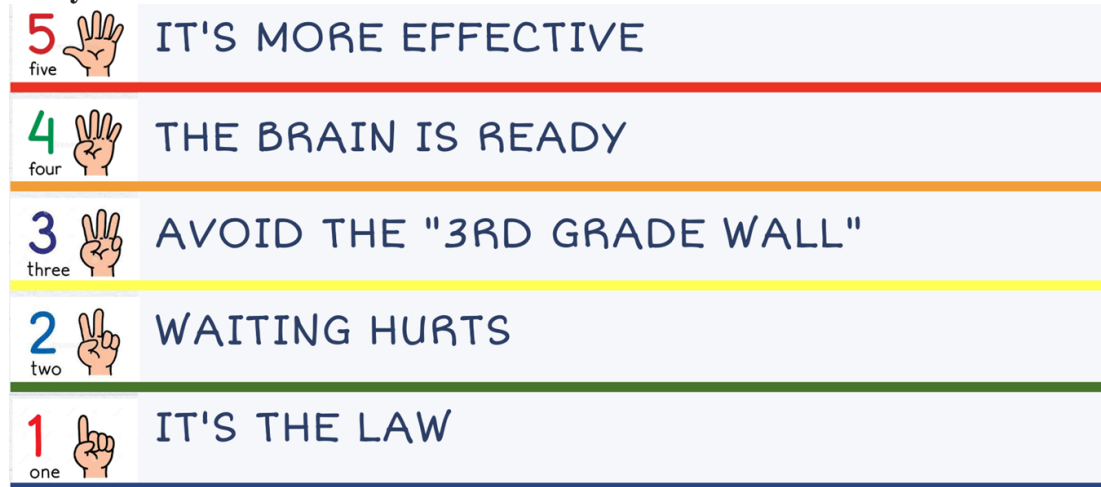 5
five
IT'S MORE EFFECTIVE
4
four
THE BRAIN IS READY
3
three
AVOID THE "3RD GRADE WALL"
2
two
WAITING HURTS
1
one
IT'S THE LAW